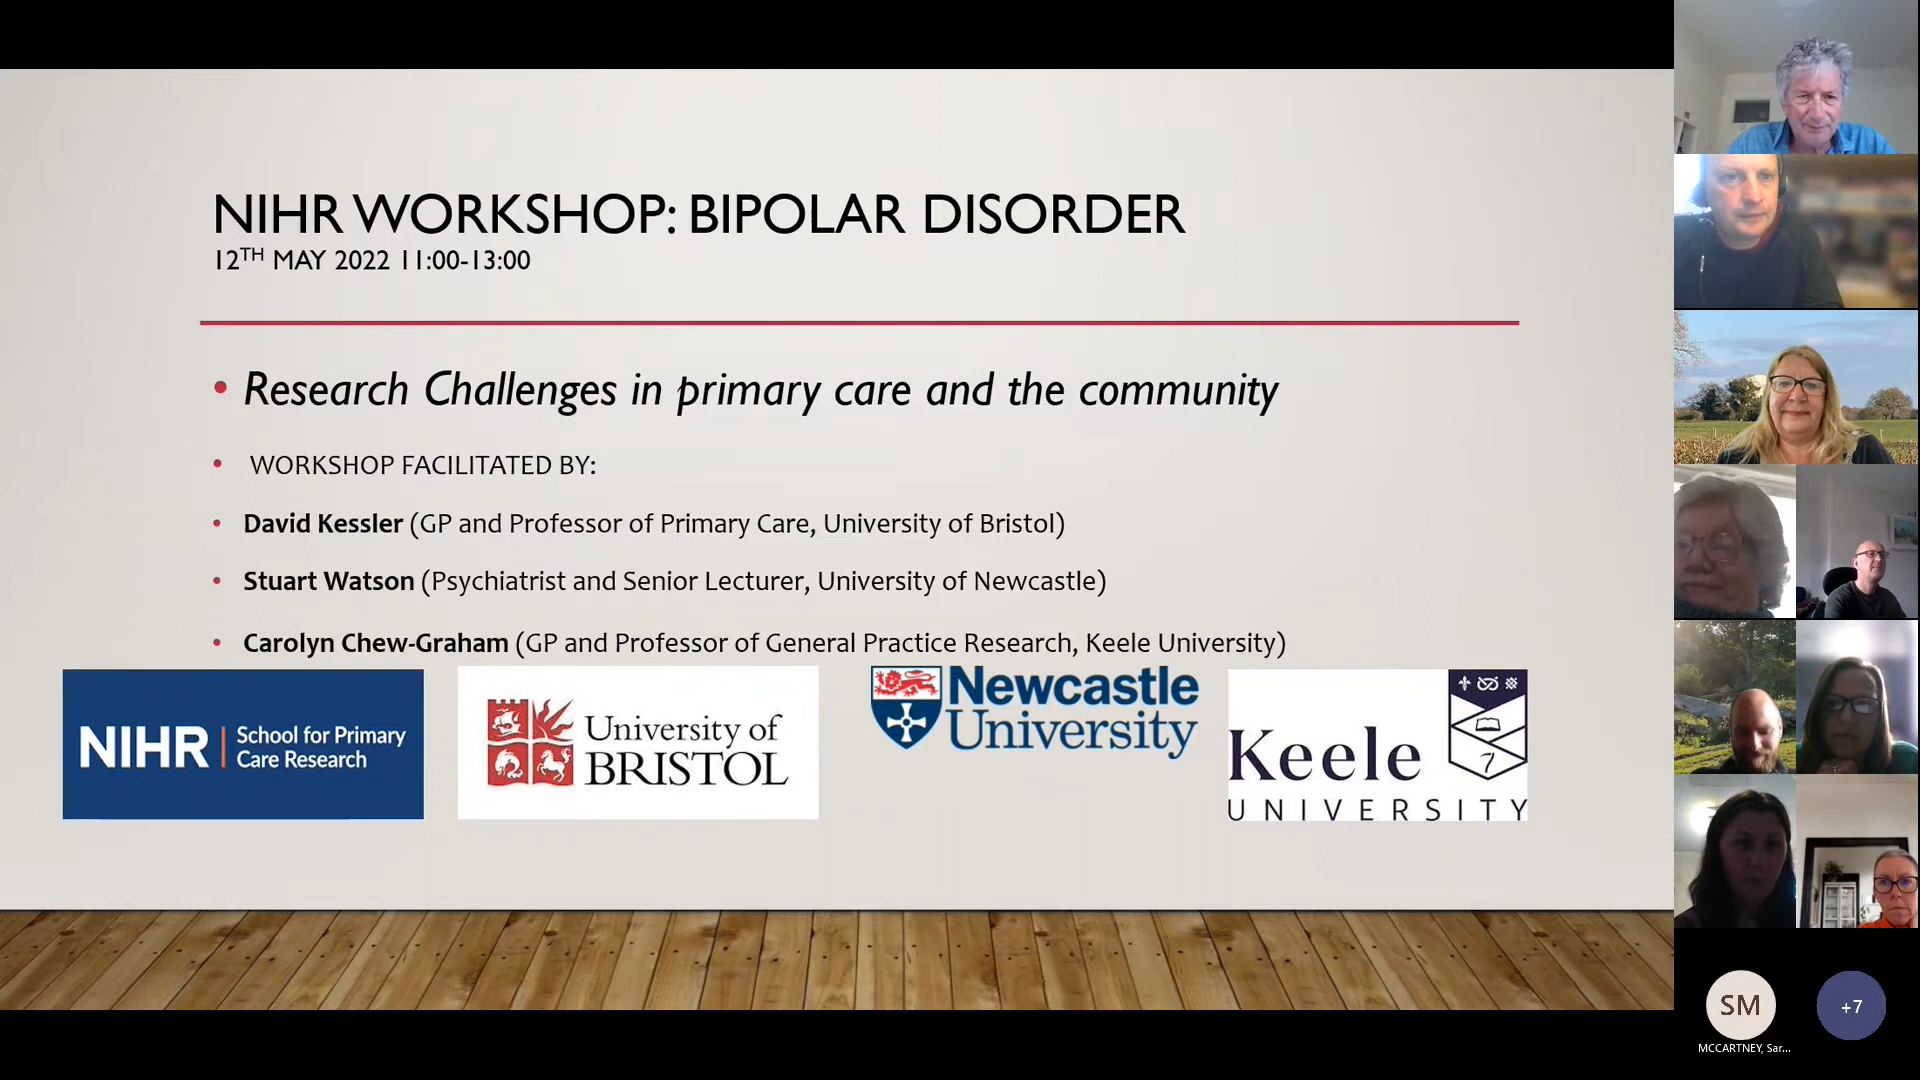 NIHR WORKSHOP: BIPOLAR DISORDER
12TH MAY 2022 11:00-13:00
• Research Challenges in primary care and the community
• WORKSHOP FACILITATED BY:
• David Kessler (GP and Professor of Primary Care, University of Bristol)
• Stuart Watson (Psychiatrist and Senior Lecturer, University of Newcastle)
• Carolyn Chew-Graham (GP and Professor of General Practice Research, Keele University)
NIHR | School for Primary
Care Research
University of
BRISTOL
Newcastle
University
Keele
UNIVERSITY
SM
+7
MCCARTNEY, Sar...